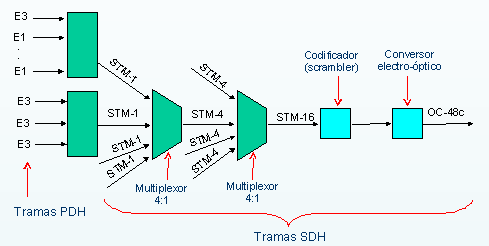 E3
E1
:
E1
E3
E3
E3
STM-1
STM-1
STM-1
STM-1
STM-4
STM-4
STM-4
STM-4
STM-16
Codificador
(scrambler)
Conversor
electro-óptico
OC-48c
Multiplexor
4:1
Multiplexor
4:1
Tramas PDH
Tramas SDH